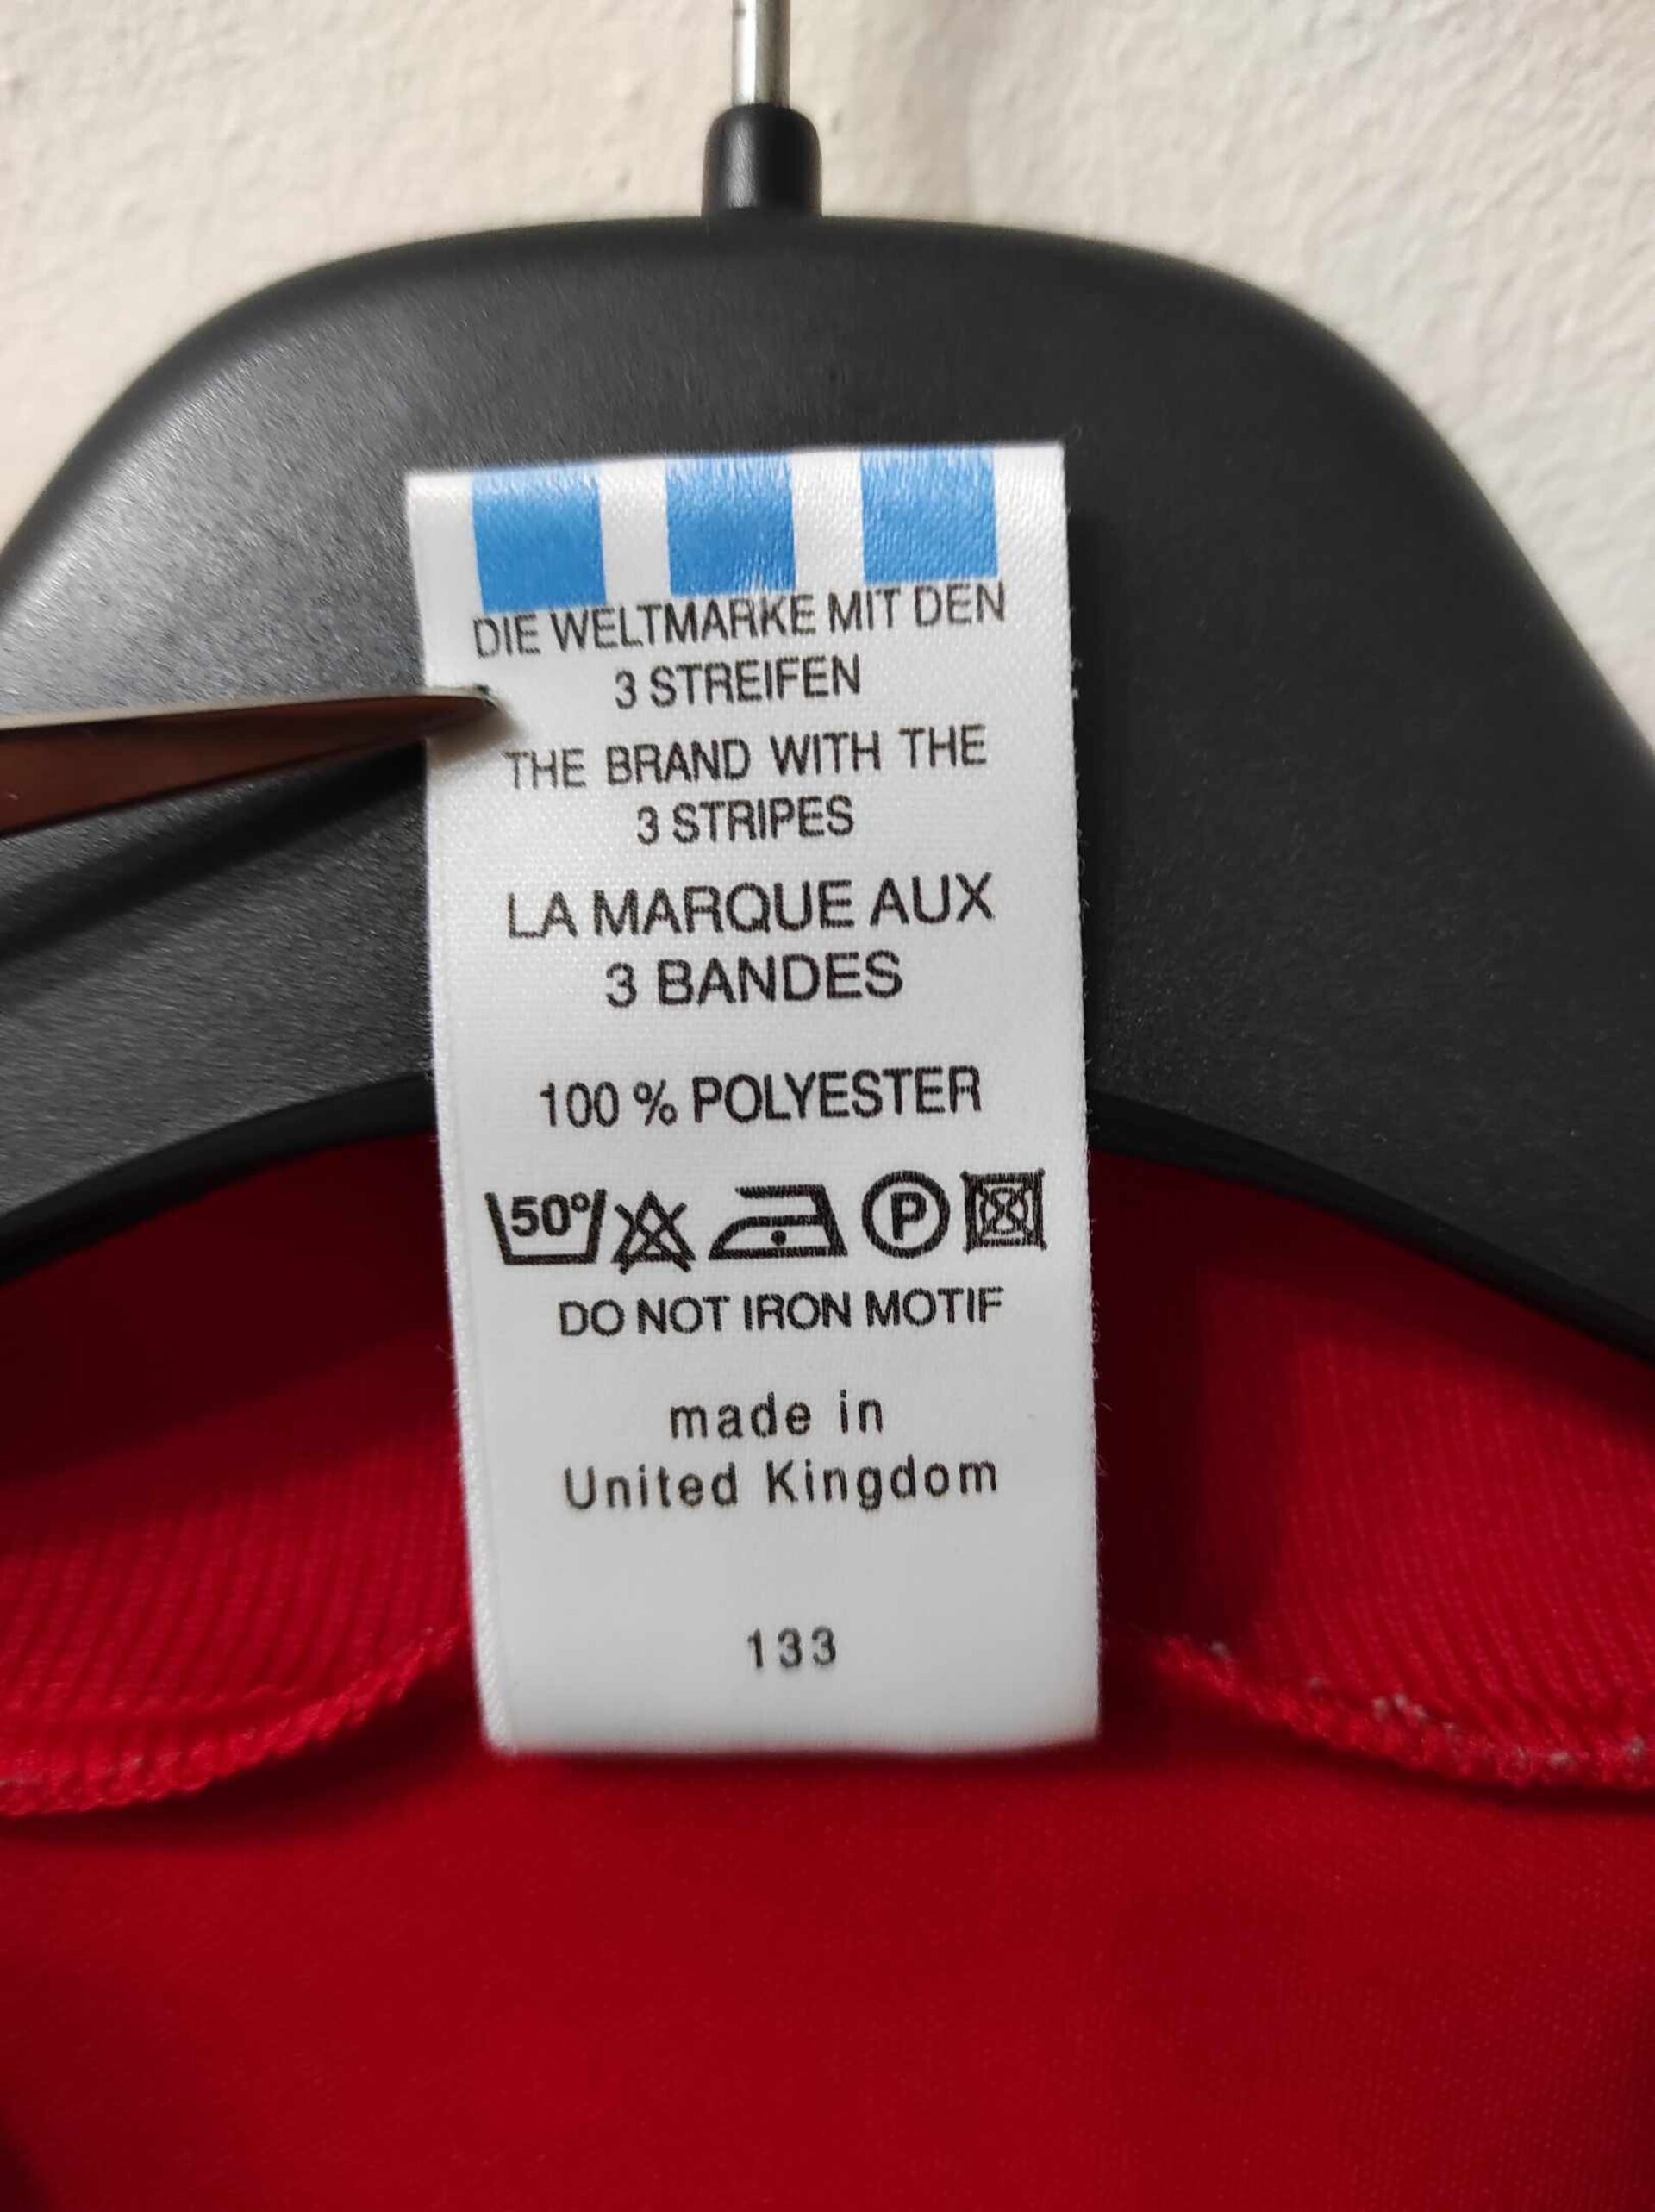 DIE WELTMARKE MIT DEN
3 STREIFEN
THE BRAND WITH THE
3 STRIPES
LA MARQUE AUX
3 BANDES
100 % POLYESTER
50° P
DO NOT IRON MOTIF
made in
United Kingdom
133